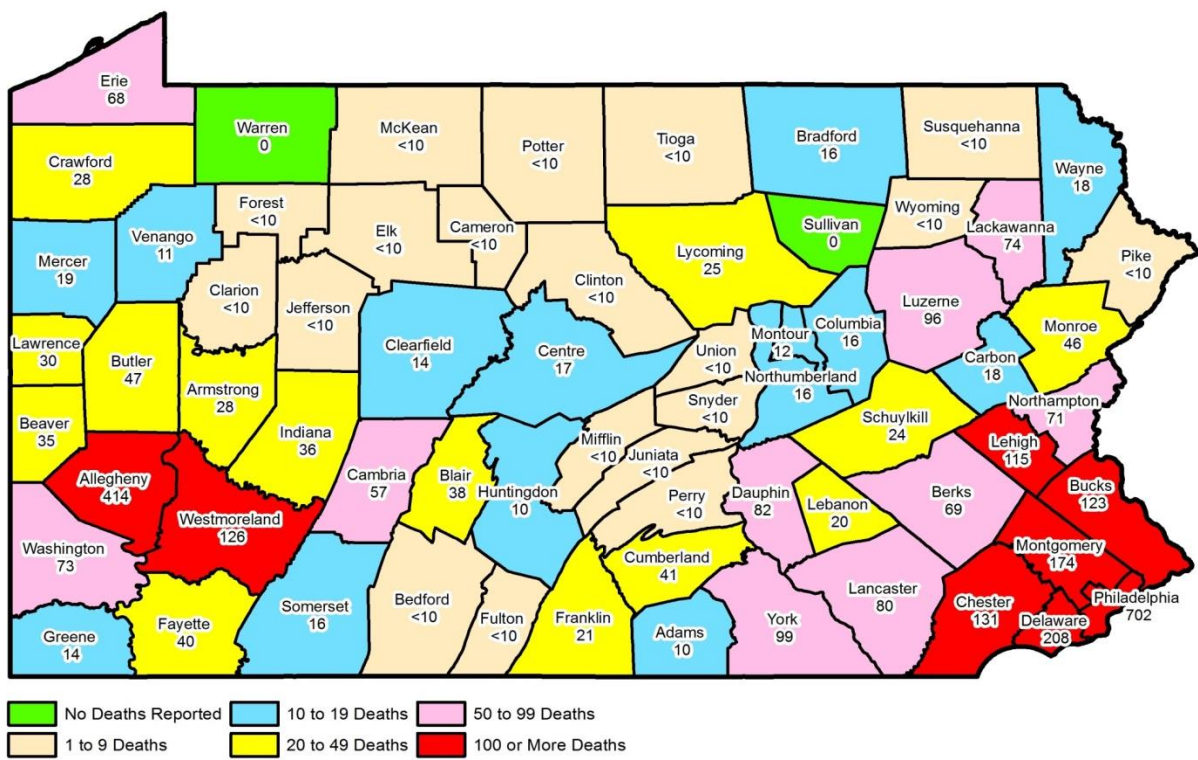 Erie
68
Warren
0
McKean
<10
Potter
<10
Tioga
<10
Bradford
16
Susquehanna
<10
Wayne
18
Crawford
28
Forest
<10
Venango
11
Mercer
19
Elk
<10
Cameron
<10
Clinton
<10
Lycoming
25
Sullivan
0
Wyoming
<10
Lackawanna
74
Pike
<10
Clarion
<10
Jefferson
<10
Clearfield
14
Centre
17
Union
<10
Montour
12
Columbia
16
Luzerne
96
Monroe
46
Carbon
18
Lawrence
30
Butler
47
Armstrong
28
Northumberland
16
Snyder
<10
Schuylkill
24
Northampton
71
Beaver
35
Indiana
36
Mifflin
<10
Juniata
<10
Lehigh
115
Allegheny
414
Cambria
57
Blair
38
Huntingdon
10
Perry
<10
Dauphin
82
Lebanon
20
Berks
69
Bucks
123
Westmoreland
126
Montgomery
174
Washington
73
Cumberland
41
Lancaster
80
Chester
131
Delaware
208
Philadelphia
702
Greene
14
Fayette
40
Somerset
16
Bedford
<10
Fulton
<10
Franklin
21
Adams
10
York
99
No Deaths Reported
10 to 19 Deaths
50 to 99 Deaths
1 to 9 Deaths
20 to 49 Deaths
100 or More Deaths